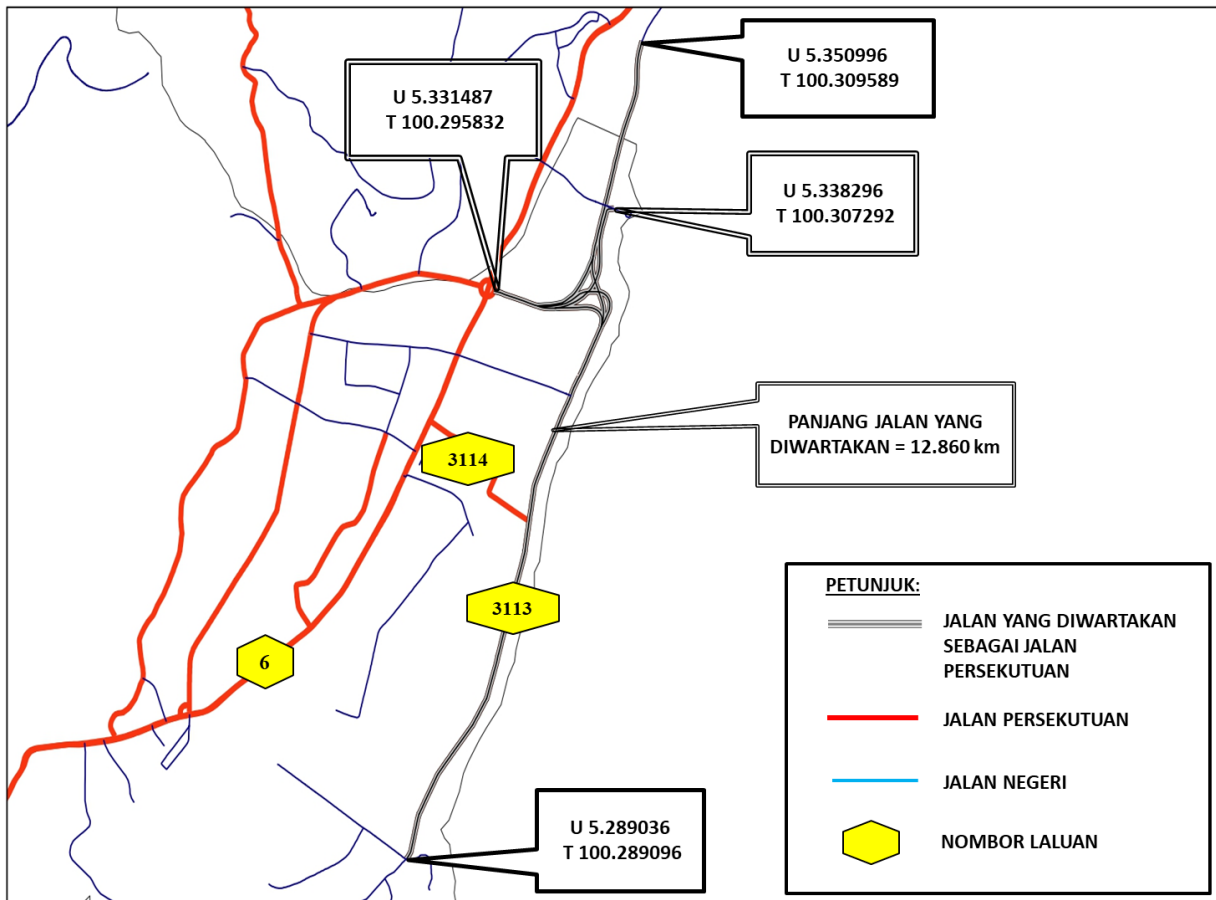 U 5.350996
T 100.309589
U 5.331487
T 100.295832
U 5.338296
T 100.307292
PANJANG JALAN YANG
DIWARTAKAN = 12.860 km
3114
3113
6
U 5.289036
T 100.289096
PETUNJUK:
JALAN YANG DIWARTAKAN
SEBAGAI JALAN
PERSEKUTUAN
JALAN PERSEKUTUAN
JALAN NEGERI
NOMBOR LALUAN